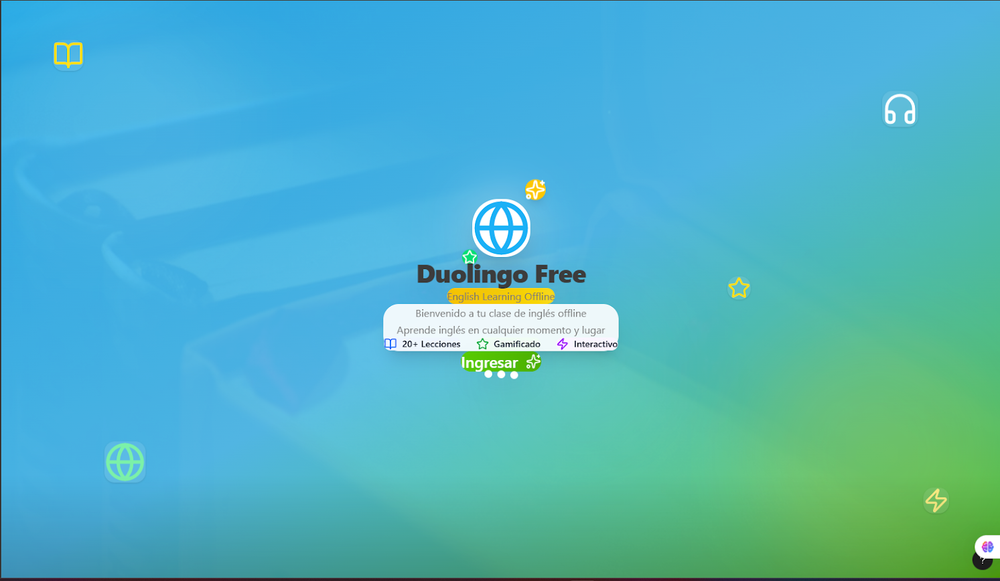 Duolingo Free
English Learning Offline
Bienvenido a tu clase de inglés offline
Aprende inglés en cualquier momento y lugar
20+ Lecciones Gamificado Interactivo
Ingresar
?